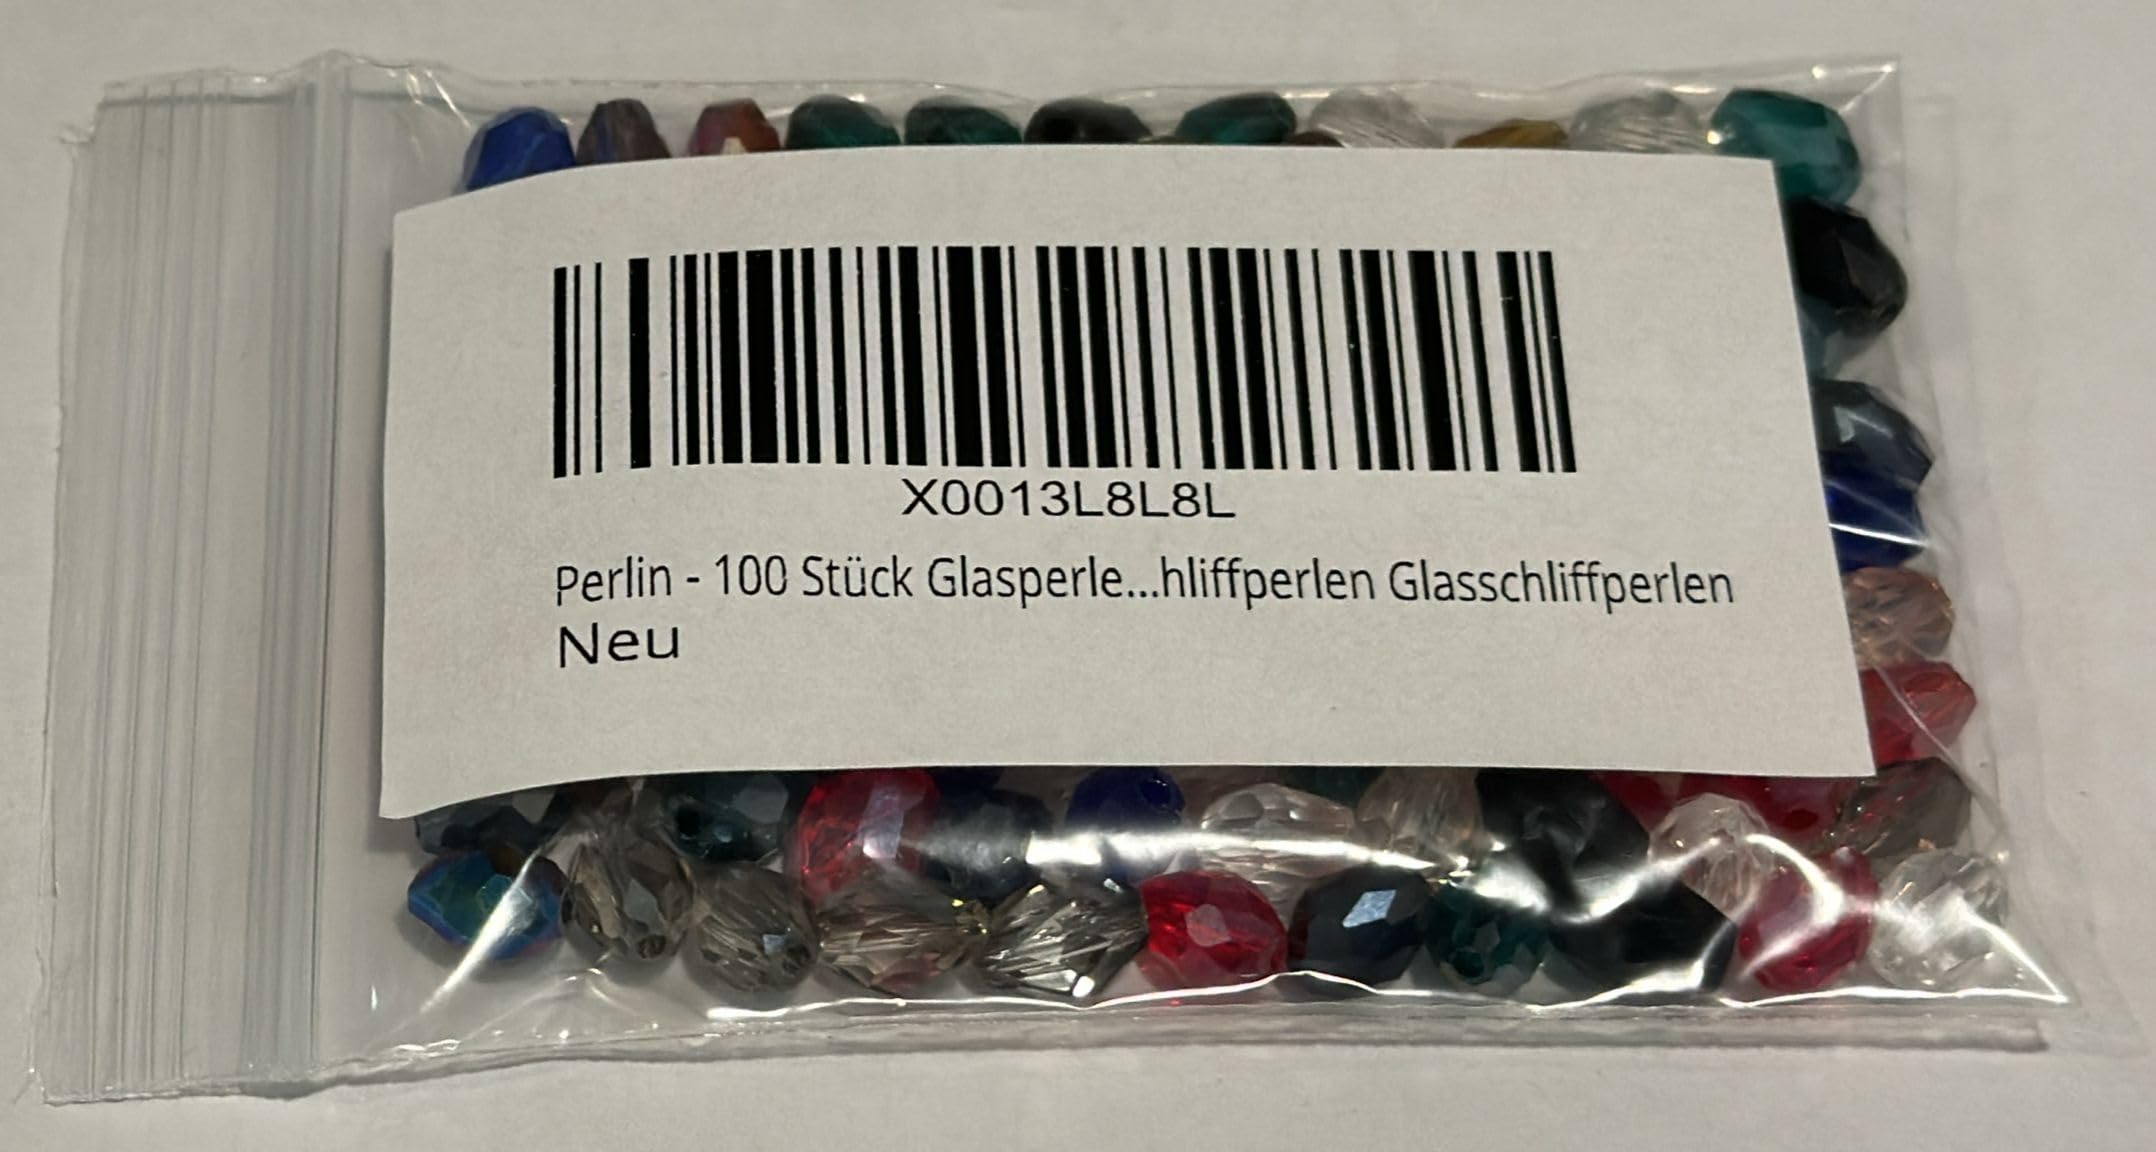 X0013L8L8L
Perlin - 100 Stück Glasperle...hliffperlen Glasschliffperlen
Neu